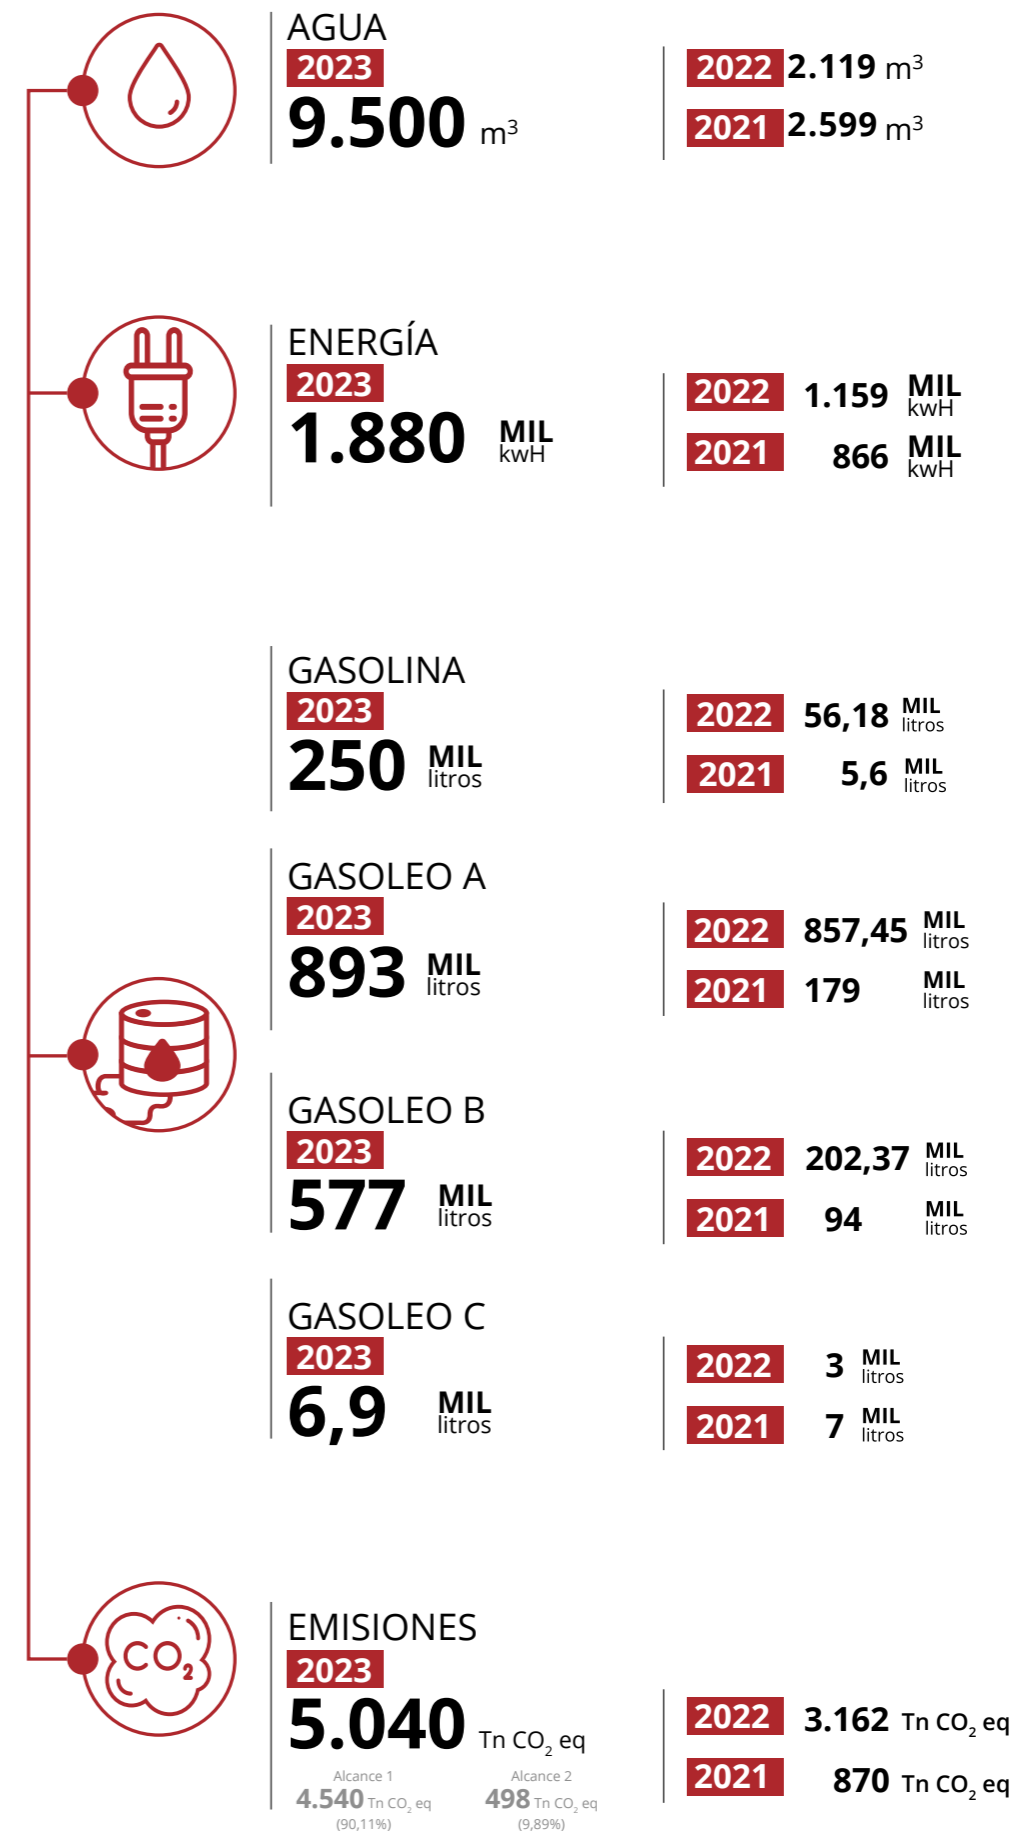 AGUA
2023
9.500 m³
2022 2.119 m³
2021 2.599 m³
ENERGÍA
2023
1.880 MIL kwH
2022 1.159 MIL kwH
2021 866 MIL kwH
GASOLINA
2023
250 MIL litros
2022 56,18 MIL litros
2021 5,6 MIL litros
GASOLEO A
2023
893 MIL litros
2022 857,45 MIL litros
2021 179 MIL litros
GASOLEO B
2023
577 MIL litros
2022 202,37 MIL litros
2021 94 MIL litros
GASOLEO C
2023
6,9 MIL litros
2022 3 MIL litros
2021 7 MIL litros
CO₂
EMISIONES
2023
5.040 Tn CO₂ eq
Alcance 1
4.540 Tn CO₂ eq
(90,11%)
Alcance 2
498 Tn CO₂ eq
(9,89%)
2022 3.162 Tn CO₂ eq
2021 870 Tn CO₂ eq